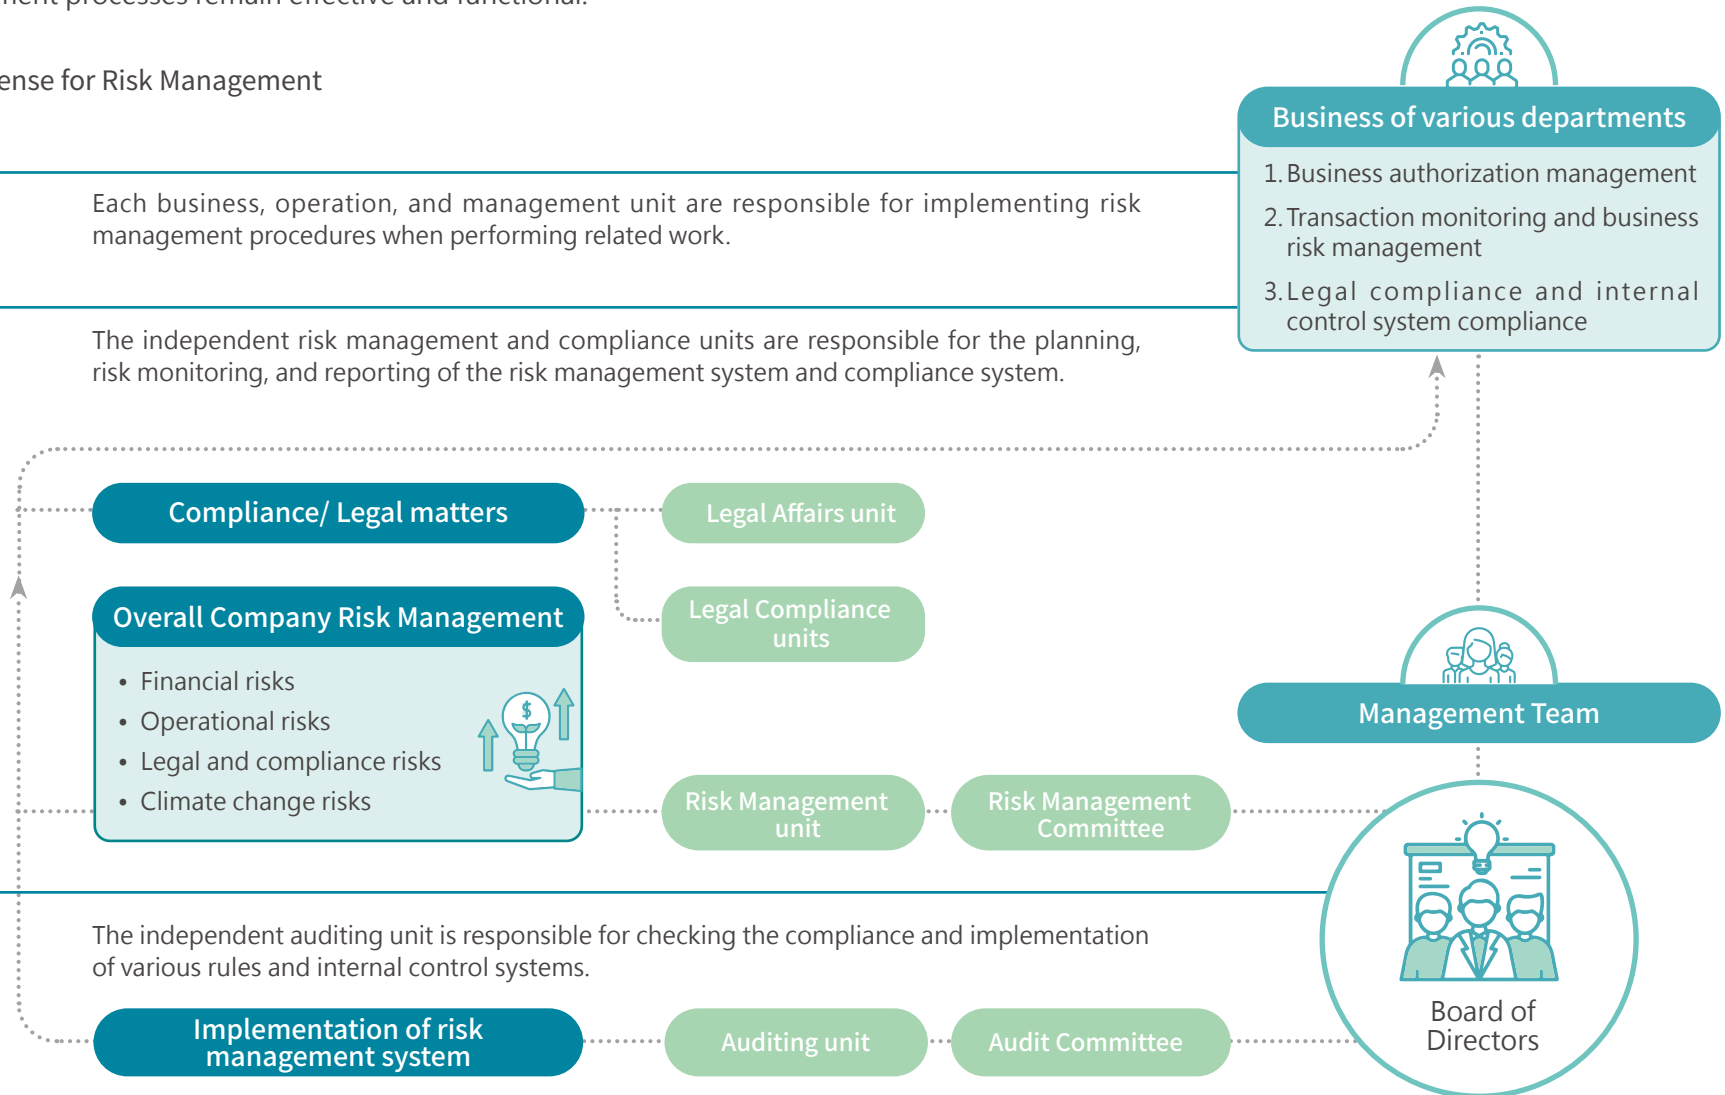 processes remain effective and functional.
for Risk Management
Business of various departments
1. Business authorization management
2. Transaction monitoring and business
risk management
3. Legal compliance and internal
control system compliance
Each business, operation, and management unit are responsible for implementing risk
management procedures when performing related work.
The independent risk management and compliance units are responsible for the planning,
risk monitoring, and reporting of the risk management system and compliance system.
Compliance/ Legal matters
Legal Affairs unit
Legal Compliance
units
Overall Company Risk Management
• Financial risks
• Operational risks
• Legal and compliance risks
• Climate change risks
$
Management Team
Risk Management
unit
Risk Management
Committee
The independent auditing unit is responsible for checking the compliance and implementation
of various rules and internal control systems.
Implementation of risk
management system
Auditing unit
Audit Committee
Board of
Directors